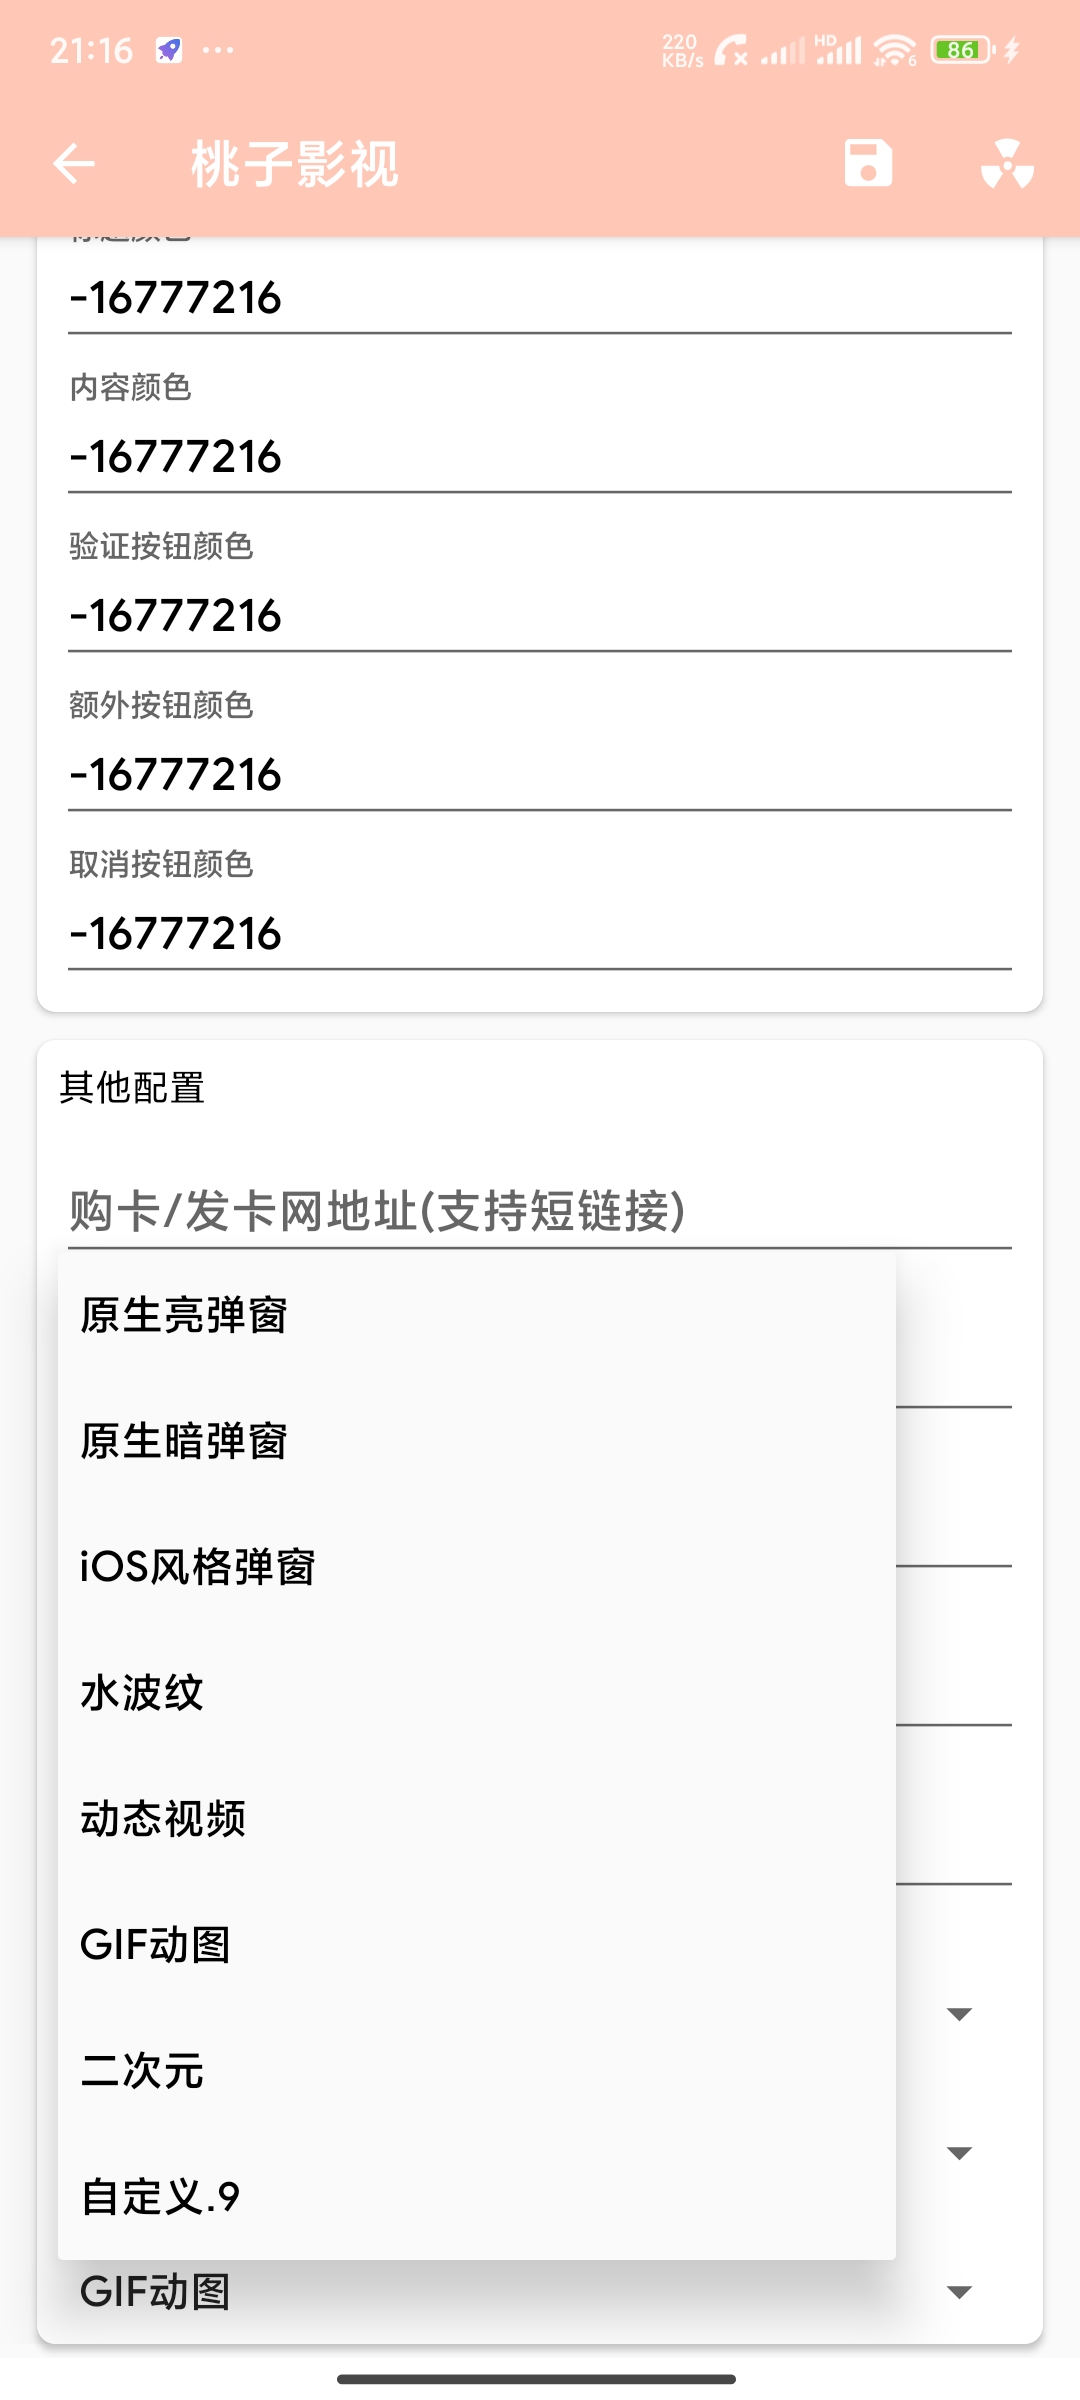 21:16
220
KB/s
HD
6
86
桃子影视
-16777216
内容颜色
-16777216
验证按钮颜色
-16777216
额外按钮颜色
-16777216
取消按钮颜色
-16777216
其他配置
购卡/发卡网地址(支持短链接)
原生亮弹窗
原生暗弹窗
iOS风格弹窗
水波纹
动态视频
GIF动图
二次元
自定义.9
GIF动图